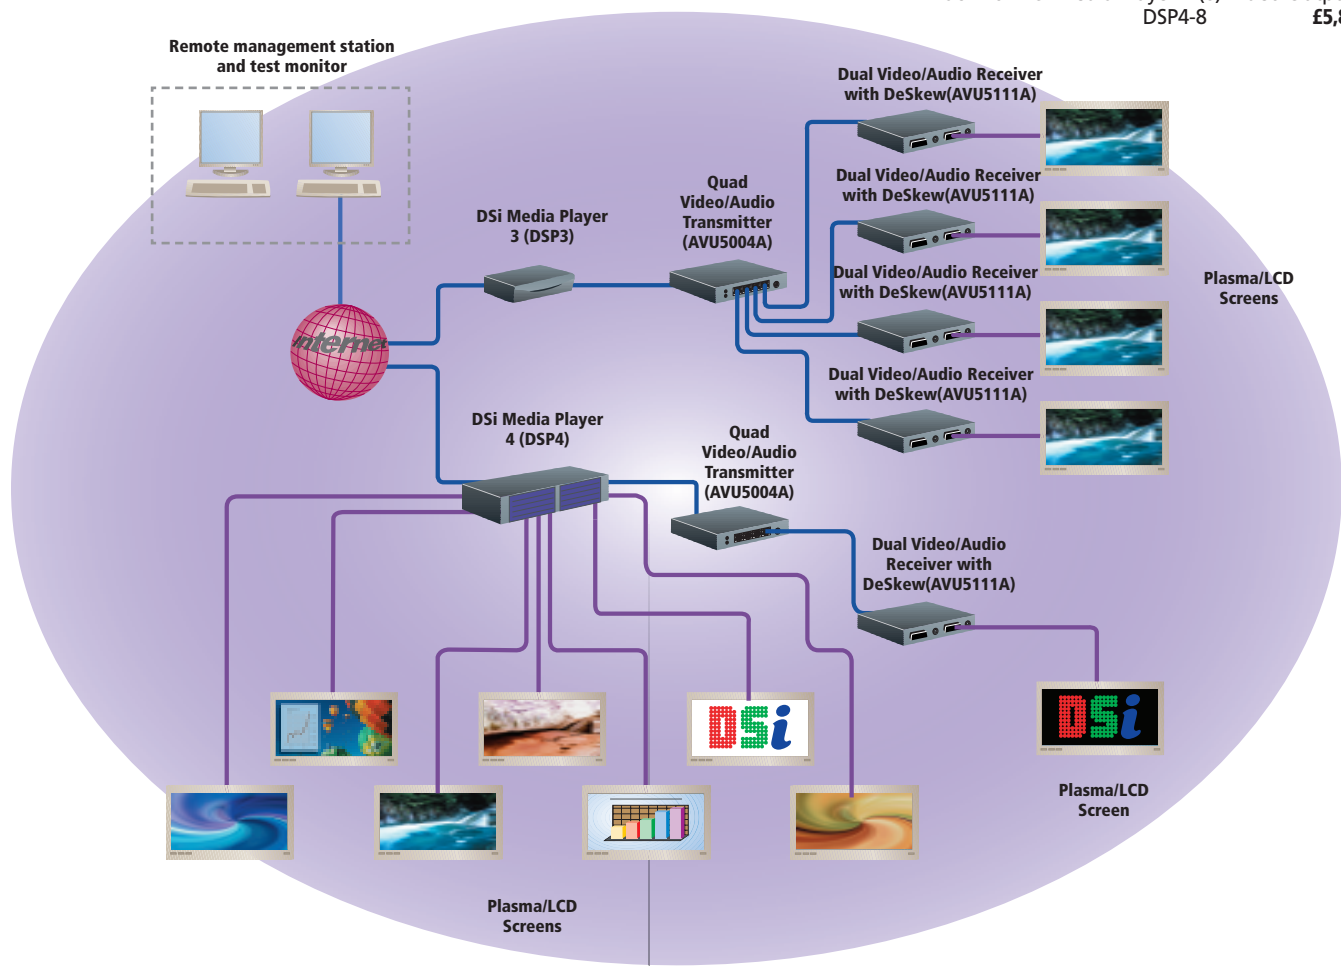 DSP4-8 £5,8
Remote management station
and test monitor
Dual Video/Audio Receiver
with DeSkew(AVU5111A)
Quad
Video/Audio
Transmitter
(AVU5004A)
Dual Video/Audio Receiver
with DeSkew(AVU5111A)
DSi Media Player
3 (DSP3)
Dual Video/Audio Receiver
with DeSkew(AVU5111A)
Plasma/LCD
Screens
internet
Dual Video/Audio Receiver
with DeSkew(AVU5111A)
DSi Media Player
4 (DSP4)
Quad
Video/Audio
Transmitter
(AVU5004A)
Dual Video/Audio
Receiver with
DeSkew(AVU5111A)
DSi
DSi
Plasma/LCD
Screen
Plasma/LCD
Screens